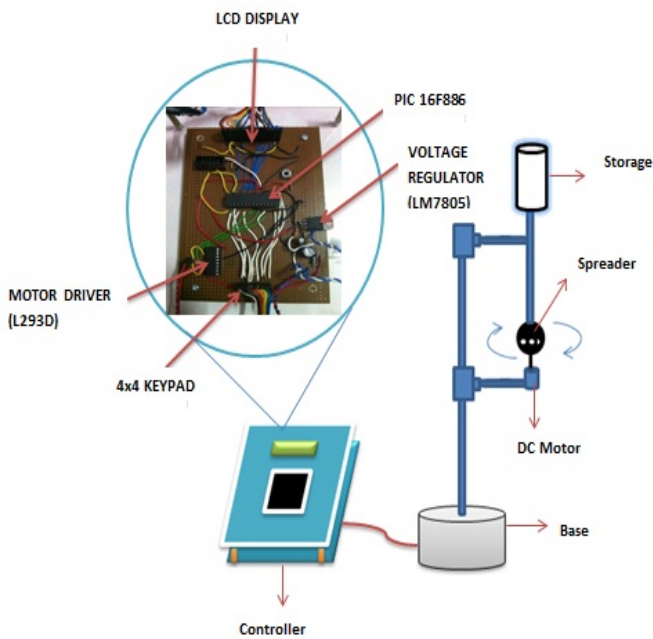 LCD DISPLAY
PIC 16F886
VOLTAGE
REGULATOR
(LM7805)
Storage
Spreader
MOTOR DRIVER
(L293D)
4x4 KEYPAD
DC Motor
Base
Controller